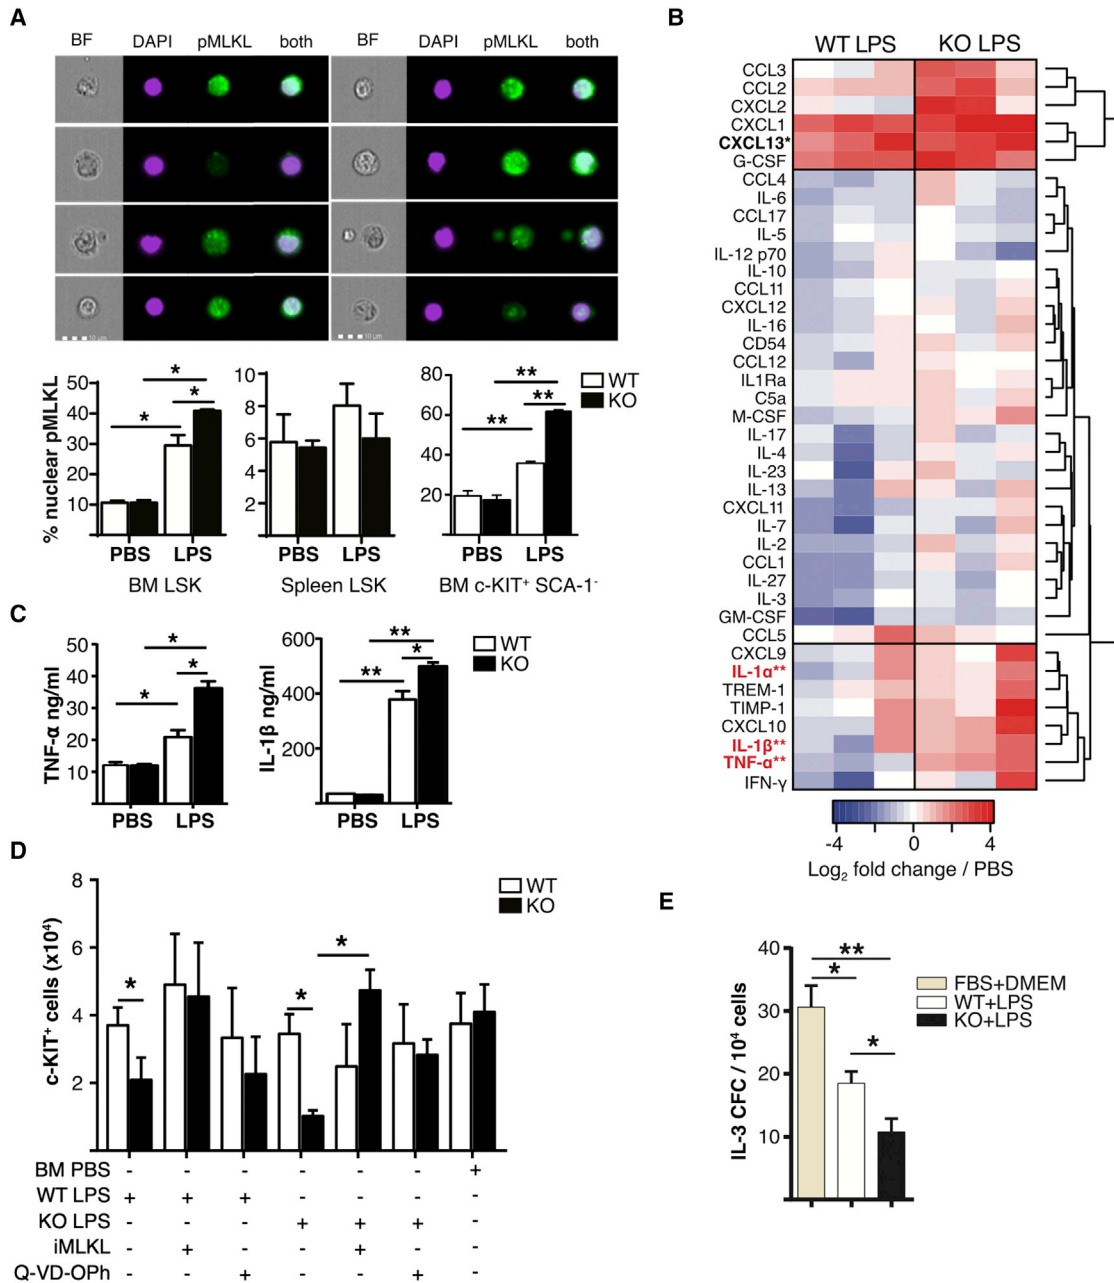 A
BF DAPI pMLKL both BF DAPI pMLKL both
10 µm 10 µm
% nuclear pMLKL
50
40
30
20
10
*
*
*
PBS LPS
BM LSK
12
10
8
6
4
2
0
PBS LPS
Spleen LSK
80
60
40
20
**
**
**
PBS LPS
BM c-KIT+ SCA-1-
WT
KO
B
WT LPS KO LPS
CCL3
CCL2
CXCL2
CXCL1
CXCL13*
G-CSF
CCL4
IL-6
CCL17
IL-5
IL-12 p70
IL-10
CCL11
CXCL12
IL-16
CD54
CCL12
IL1Ra
C5a
M-CSF
IL-17
IL-4
IL-23
IL-13
CXCL11
IL-7
IL-2
CCL1
IL-27
IL-3
GM-CSF
CCL5
CXCL9
IL-1α**
TREM-1
TIMP-1
CXCL10
IL-1β**
TNF-α**
IFN-γ
-4 0 4
Log2 fold change / PBS
C
TNF-α ng/ml
50
40
30
20
10
*
*
*
PBS LPS
IL-1β ng/ml
600
400
200
**
*
**
PBS LPS
WT
KO
D
c-KIT+ cells (x10⁴)
8
6
4
2
*
*
*
WT
KO
BM PBS - - - - - - +
WT LPS + + + - - - -
KO LPS - - - + + + -
iMLKL - + - - + - -
Q-VD-OPh - - + - - + -
E
IL-3 CFC / 10⁴ cells
40
30
20
10
**
*
*
FBS+DMEM
WT+LPS
KO+LPS